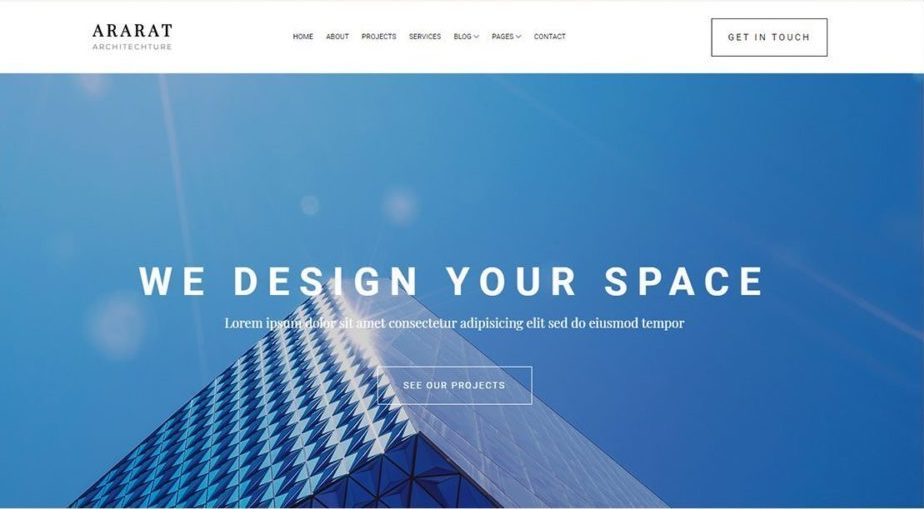 ARARAT
ARCHITECHTURE
HOME ABOUT PROJECTS SERVICES BLOG PAGES CONTACT
GET IN TOUCH
WE DESIGN YOUR SPACE
Lorem ipsum dolor sit amet consectetur adipisicing elit sed do eiusmod tempor
SEE OUR PROJECTS